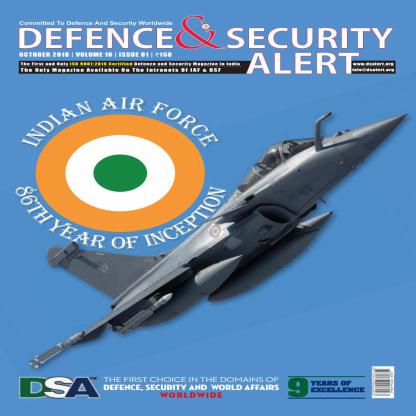 Committed To Defence And Security Worldwide
DEFENCE & SECURITY
ALERT
OCTOBER 2018 | VOLUME 10 | ISSUE 01 | ₹150
The First and Only ISO 9001:2015 Certified Defence and Security Magazine in India
The Only Magazine Available On The Intranets Of IAF & BSF
www.dsalert.org
info@dsalert.org
INDIAN AIR FORCE
86TH YEAR OF INCEPTION
DSA
THE FIRST CHOICE IN THE DOMAINS OF
DEFENCE, SECURITY AND WORLD AFFAIRS
WORLDWIDE
9 YEARS OF
EXCELLENCE